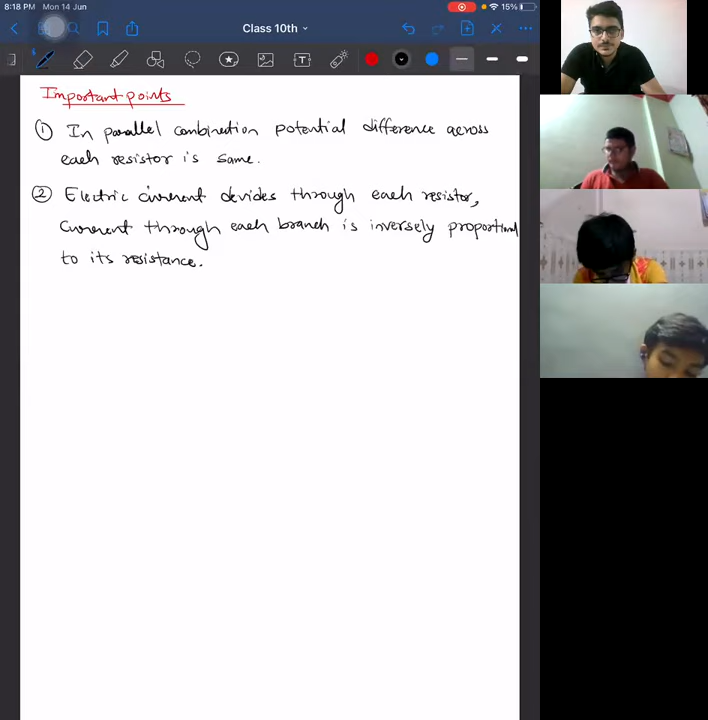 8:18 PM Mon 14 Jun
15%
Class 10th
T
Important points
① In parallel combination potential difference across
each resistor is same.
② Electric current devides through each resistor,
current through each branch is inversely proportional
to its resistance.